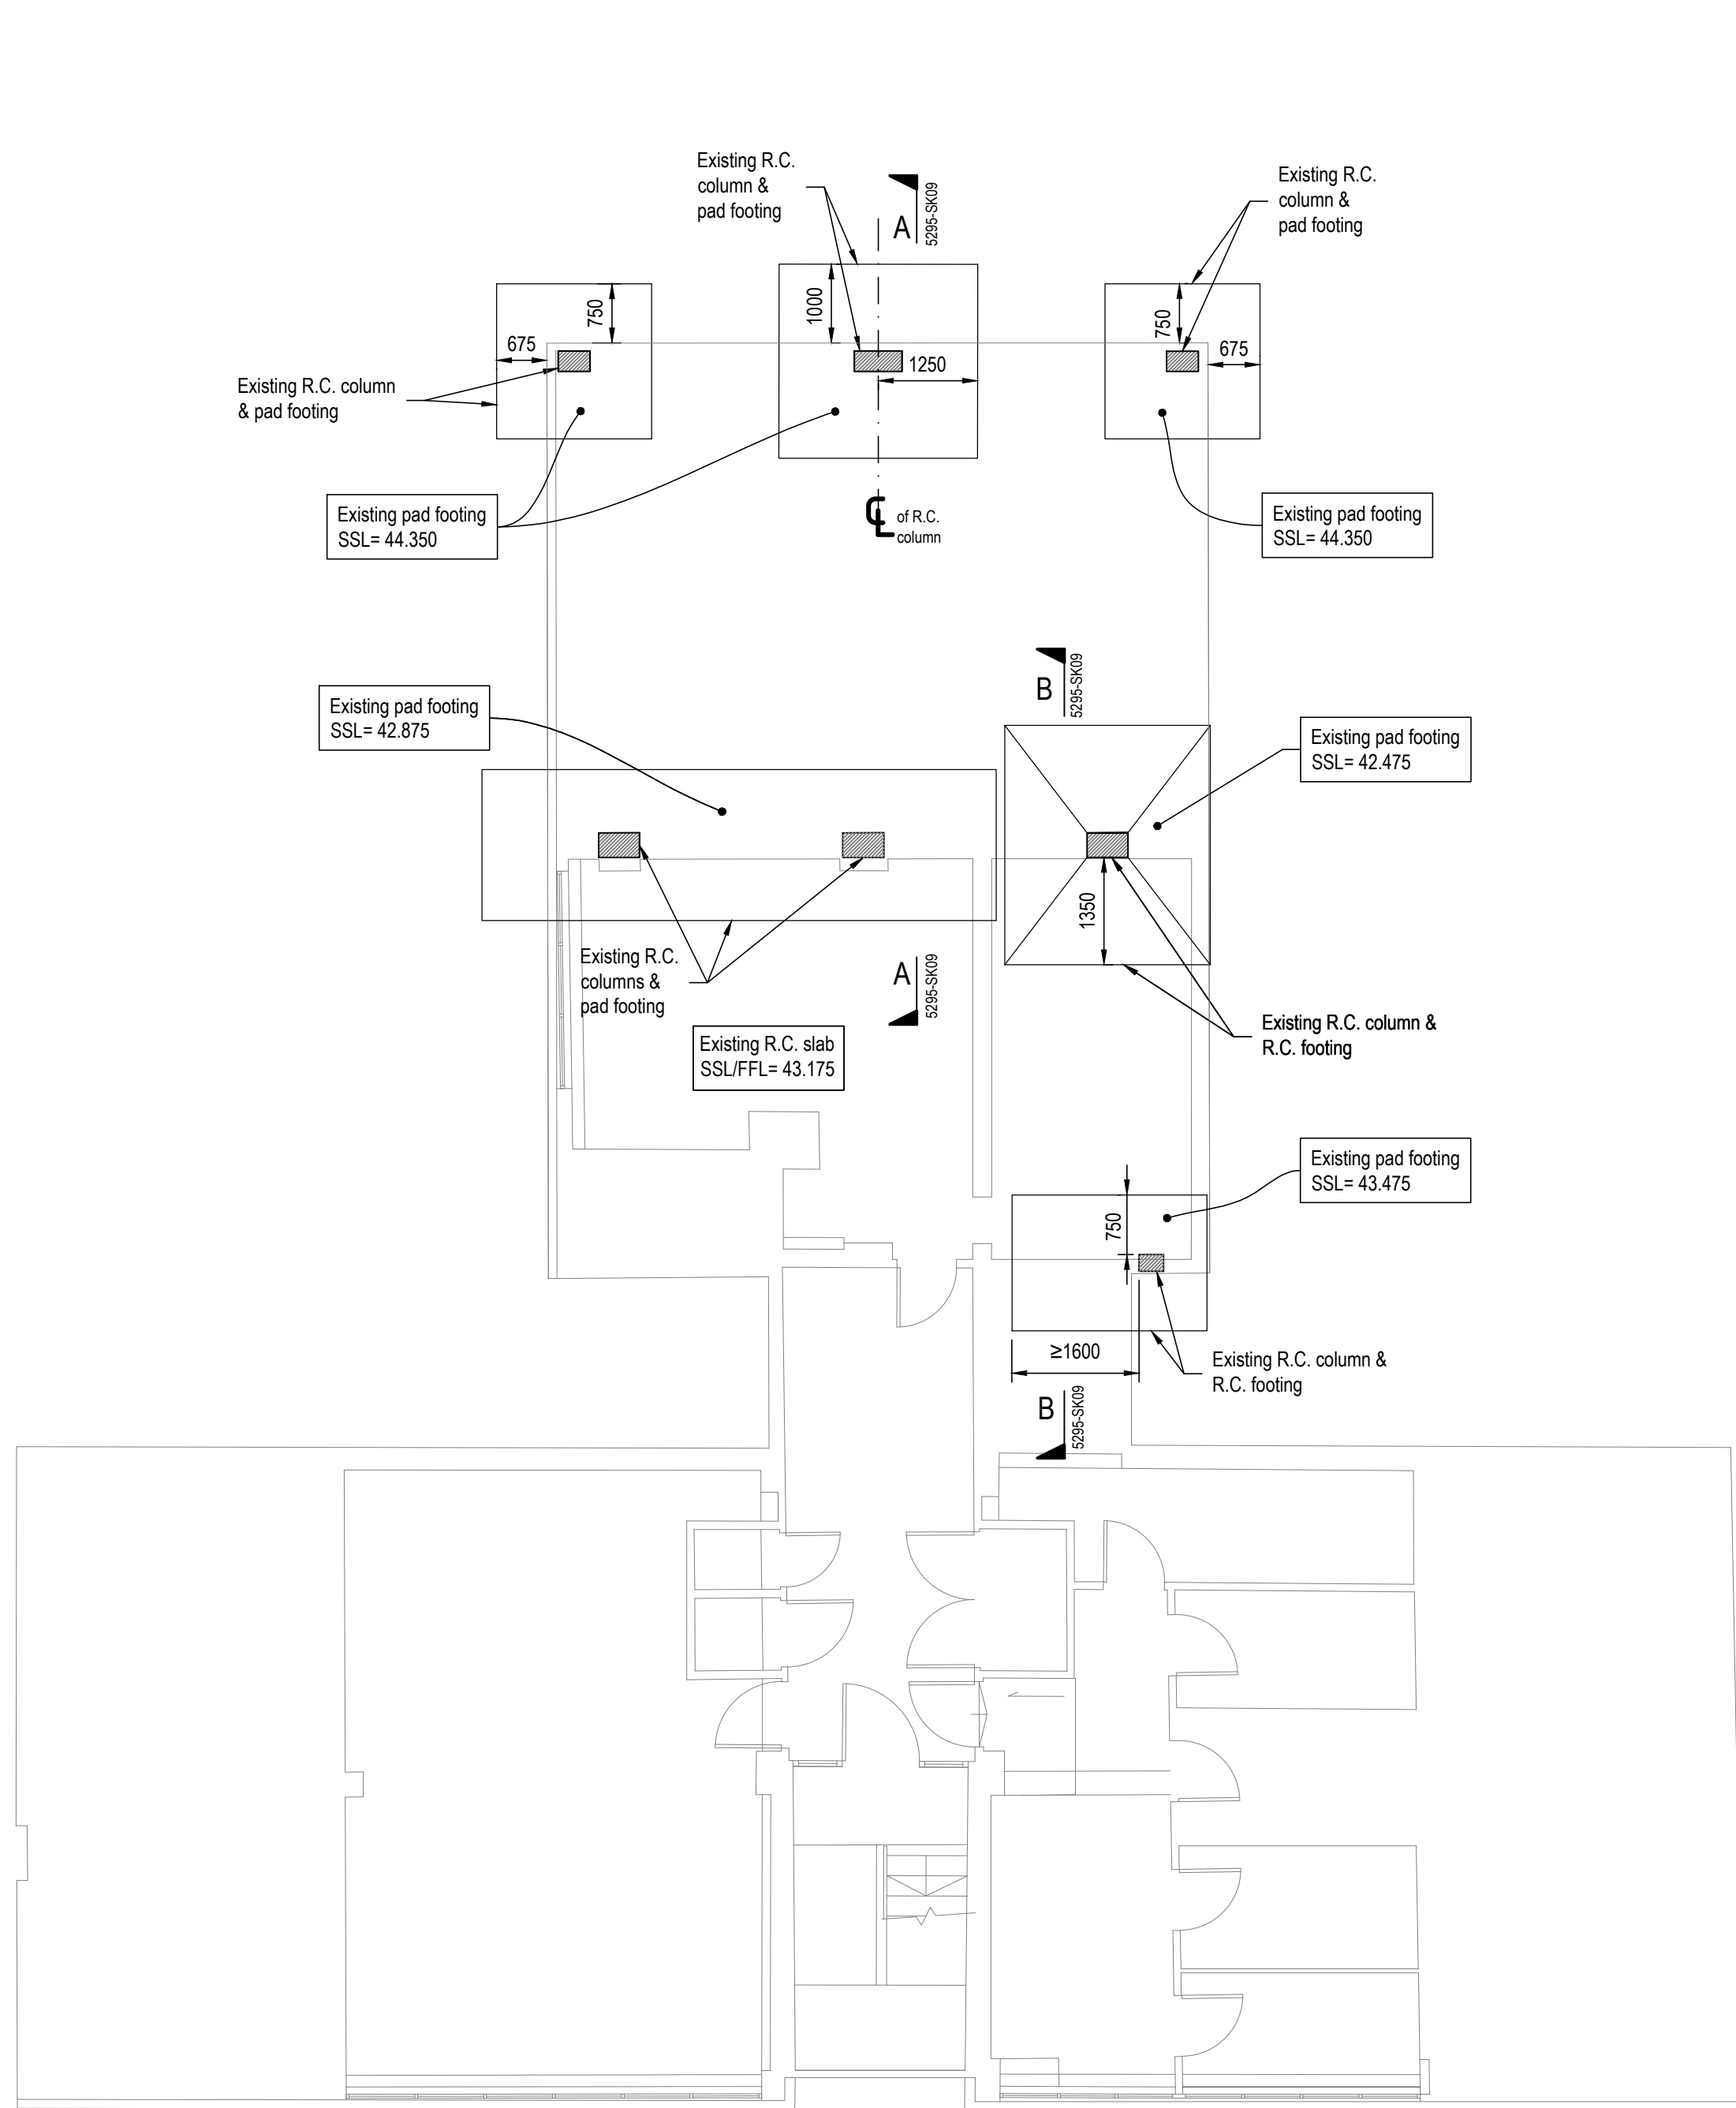 Existing R.C.
column &
pad footing
A
5295-SK09
Existing R.C.
column &
pad footing
750
1000
750
675
1250
675
Existing R.C. column
& pad footing
Existing pad footing
SSL= 44.350
℄ of R.C.
column
Existing pad footing
SSL= 44.350
B
5295-SK09
Existing pad footing
SSL= 42.875
Existing pad footing
SSL= 42.475
1350
Existing R.C.
columns &
pad footing
A
5295-SK09
Existing R.C. slab
SSL/FFL= 43.175
Existing R.C. column &
R.C. footing
Existing pad footing
SSL= 43.475
750
≥1600
Existing R.C. column &
R.C. footing
B
5295-SK09